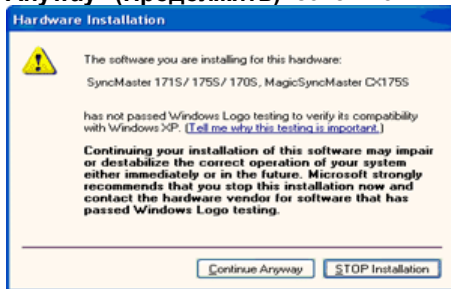 Hardware Installation
The software you are installing for this hardware:
SyncMaster 171S/ 175S/ 170S, MagicSyncMaster CX175S
has not passed Windows Logo testing to verify its compatibility
with Windows XP. (Tell me why this testing is important.)
Continuing your installation of this software may impair
or destabilize the correct operation of your system
either immediately or in the future. Microsoft strongly
recommends that you stop this installation now and
contact the hardware vendor for software that has
passed Windows Logo testing.
Continue Anyway STOP Installation